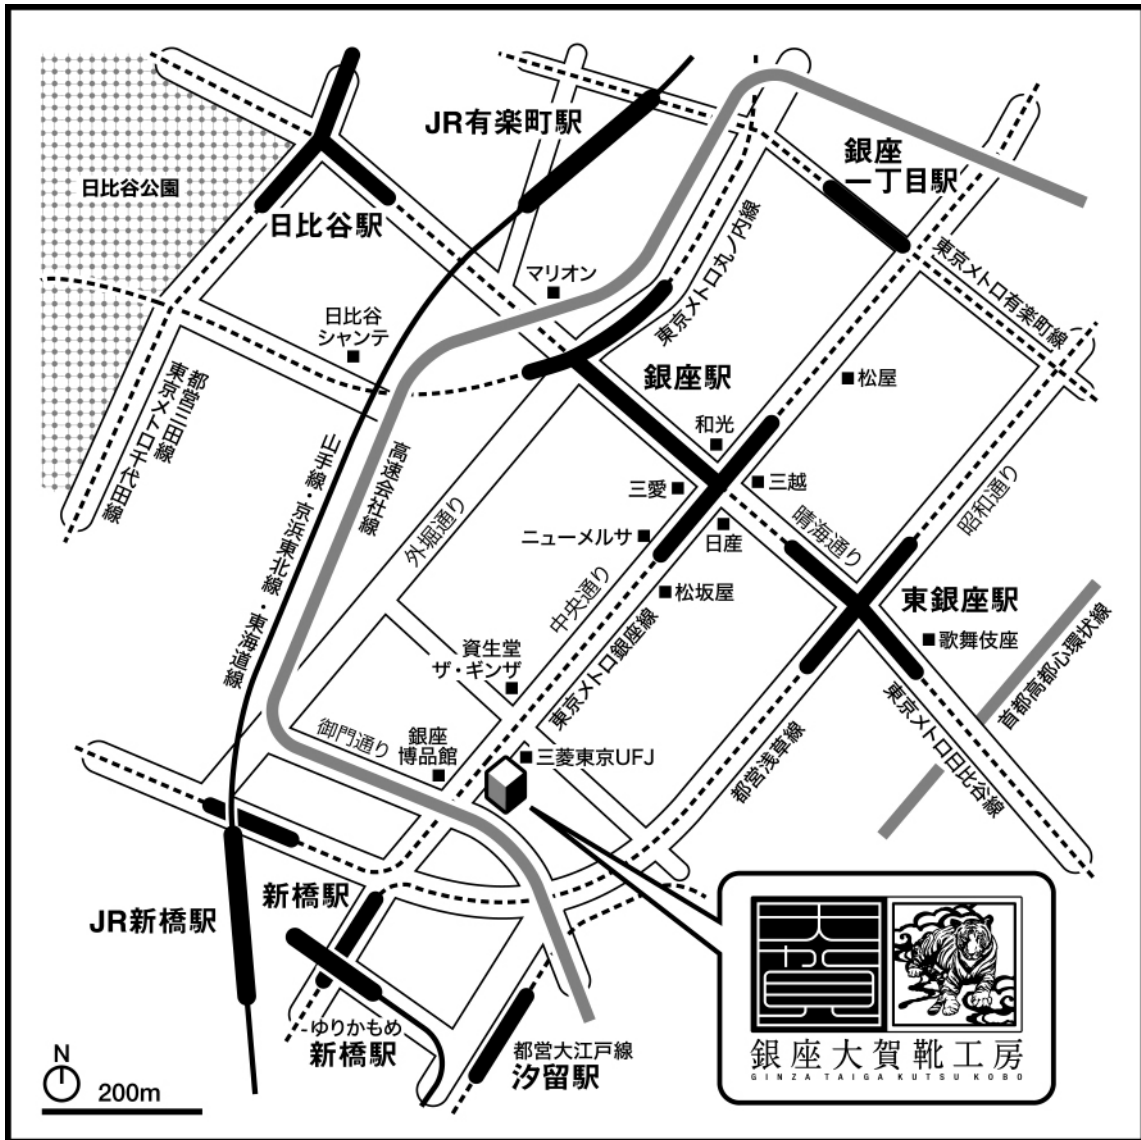 JR有楽町駅
銀座
一丁目駅
日比谷公園
日比谷駅
東京メトロ丸ノ内線
東京メトロ有楽町線
マリオン
日比谷
シャンテ
銀座駅
松屋
都営三田線
東京メトロ千代田線
和光
山手線・京浜東北線・東海道線
高速会社線
外堀通り
三愛
三越
昭和通り
晴海通り
ニューメルサ
日産
中央通り
松坂屋
東銀座駅
歌舞伎座
首都高都心環状線
東京メトロ銀座線
資生堂
ザ・ギンザ
東京メトロ日比谷線
都営浅草線
御門通り
銀座
博品館
三菱東京UFJ
新橋駅
JR新橋駅
ゆりかもめ
新橋駅
都営大江戸線
汐留駅
銀座大賀靴工房
GINZA TAIGA KUTSU KOBO
N
200m